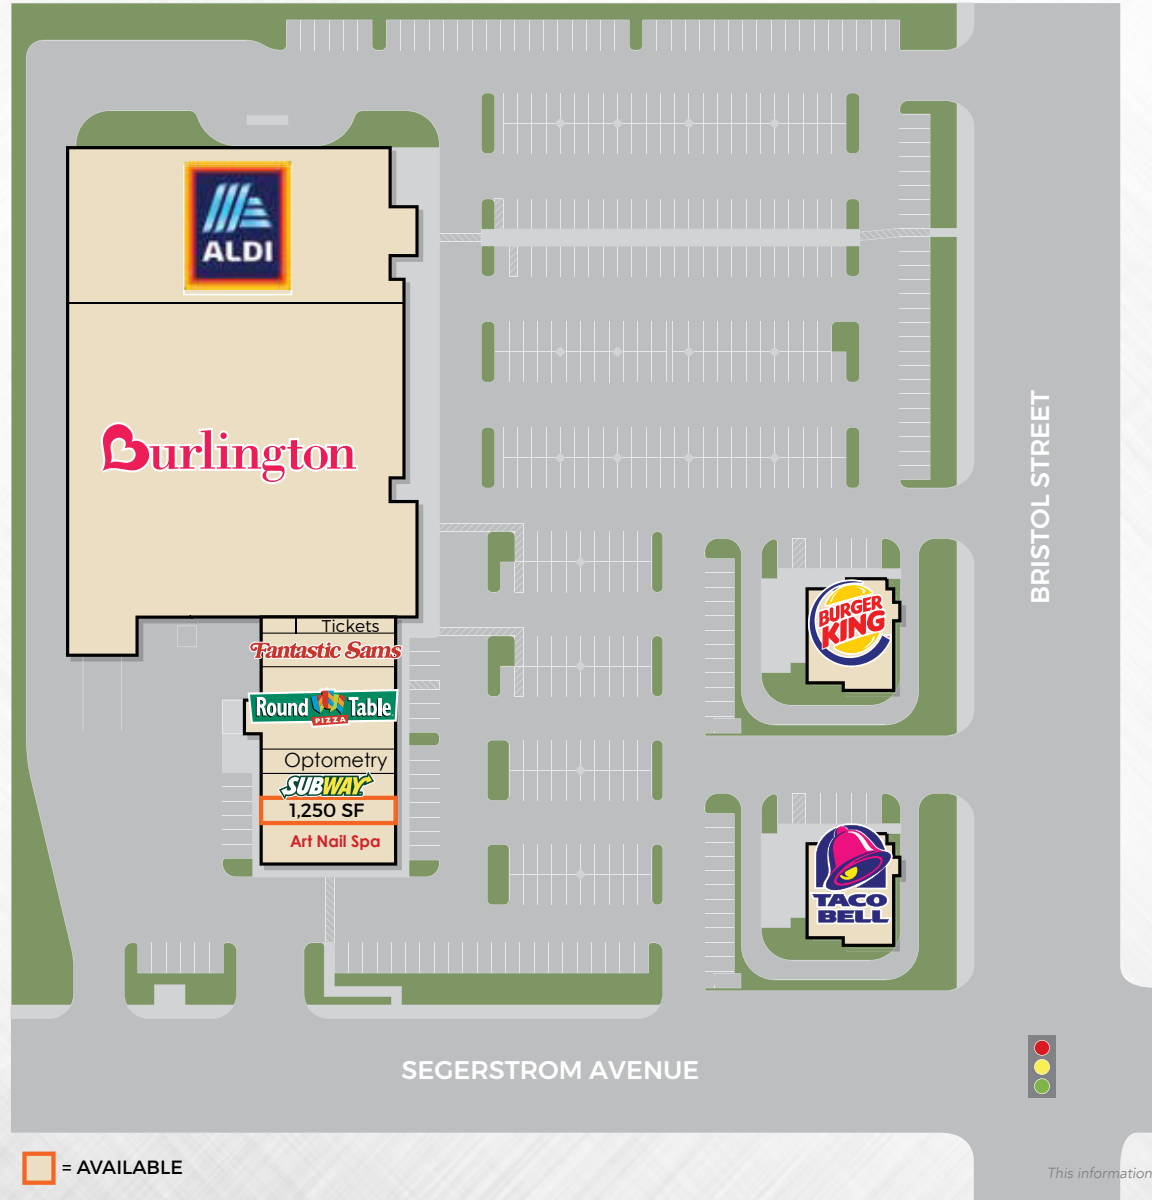 ALDI
Burlington
BRISTOL STREET
BURGER
KING
Tickets
Fantastic Sams
Round Table
PIZZA
Optometry
SUBWAY
1,250 SF
Art Nail Spa
TACO
BELL
SEGERSTROM AVENUE
= AVAILABLE
This information